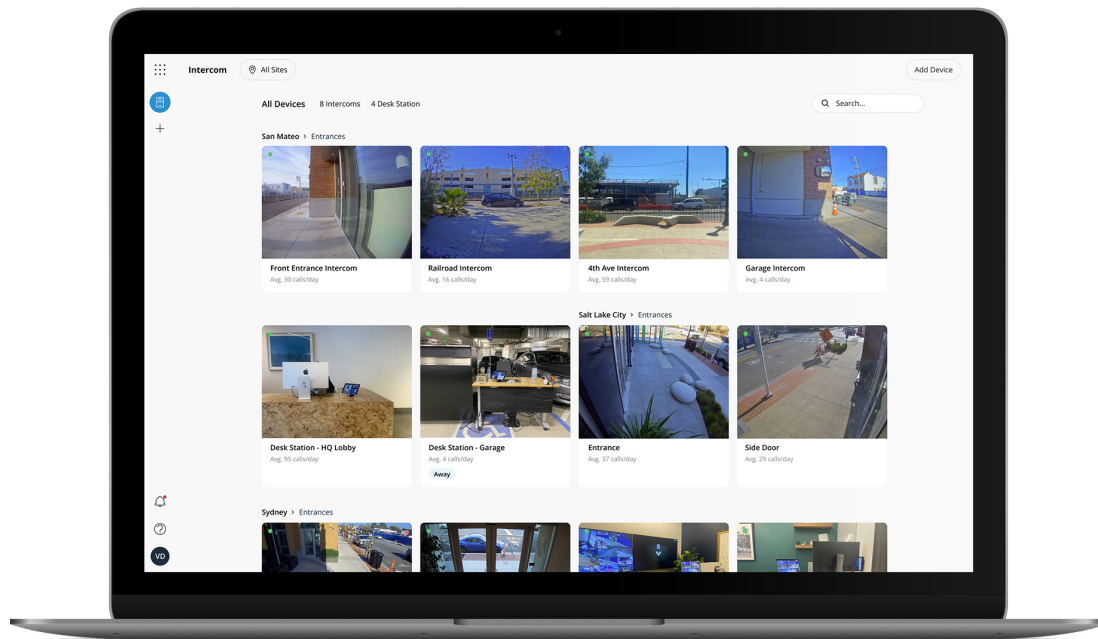 Intercom
All Sites
Add Device
All Devices 8 Intercoms 4 Desk Station
Search...
San Mateo > Entrances
Front Entrance Intercom
Avg. 30 calls/day
Railroad Intercom
Avg. 16 calls/day
4th Ave Intercom
Avg. 59 calls/day
Garage Intercom
Avg. 4 calls/day
Salt Lake City > Entrances
Desk Station - HQ Lobby
Avg. 95 calls/day
Desk Station - Garage
Avg. 4 calls/day
Away
Entrance
Avg. 37 calls/day
Side Door
Avg. 29 calls/day
Sydney > Entrances
VD